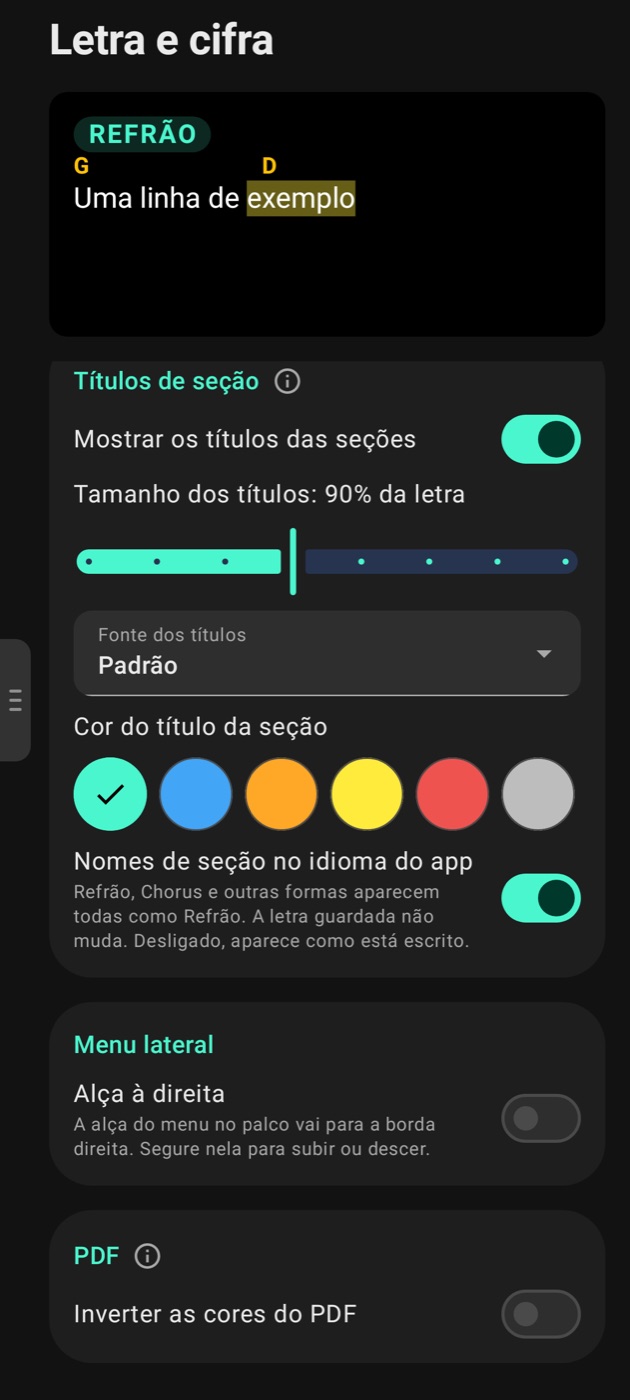 Letra e cifra
REFRÃO
G D
Uma linha de exemplo
Títulos de seção
Mostrar os títulos das seções
Tamanho dos títulos: 90% da letra
Fonte dos títulos
Padrão
Cor do título da seção
Nomes de seção no idioma do app
Refrão, Chorus e outras formas aparecem
todas como Refrão. A letra guardada não
muda. Desligado, aparece como está escrito.
Menu lateral
Alça à direita
A alça do menu no palco vai para a borda
direita. Segure nela para subir ou descer.
PDF
Inverter as cores do PDF